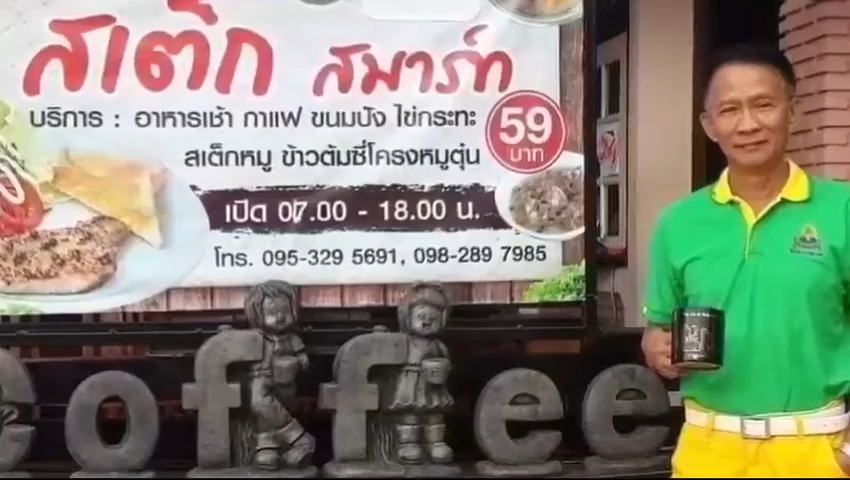 สเต็ก สมาร์ท
บริการ : อาหารเช้า กาแฟ ขนมปัง ไข่กระทะ
สเต็กหมู ข้าวต้มซี่โครงหมูตุ๋น
59
บาท
เปิด 07.00 - 18.00 น.
โทร. 095-329 5691, 098-289 7985
coffee